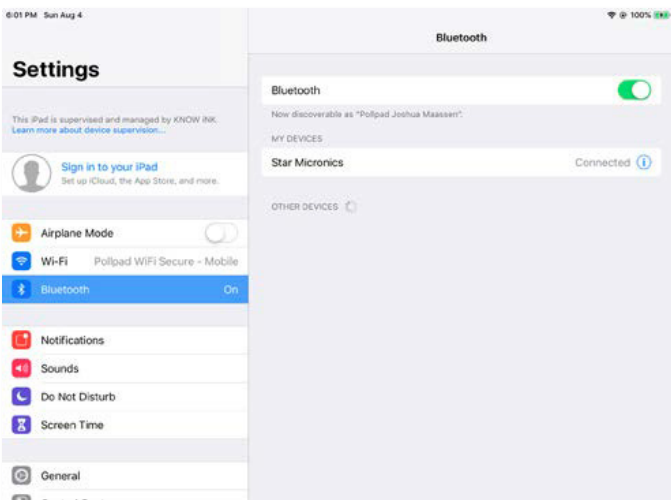 6:01 PM Sun Aug 4
100%
Bluetooth
Settings
Bluetooth
This iPad is supervised and managed by KNOW iNK.
Learn more about device supervision...
Now discoverable as "Pollpad Joshua Maassen".
MY DEVICES
Sign in to your iPad
Set up iCloud, the App Store, and more.
Star Micronics Connected
OTHER DEVICES
Airplane Mode
Wi-Fi Pollpad WiFi Secure - Mobile
Bluetooth On
Notifications
Sounds
Do Not Disturb
Screen Time
General